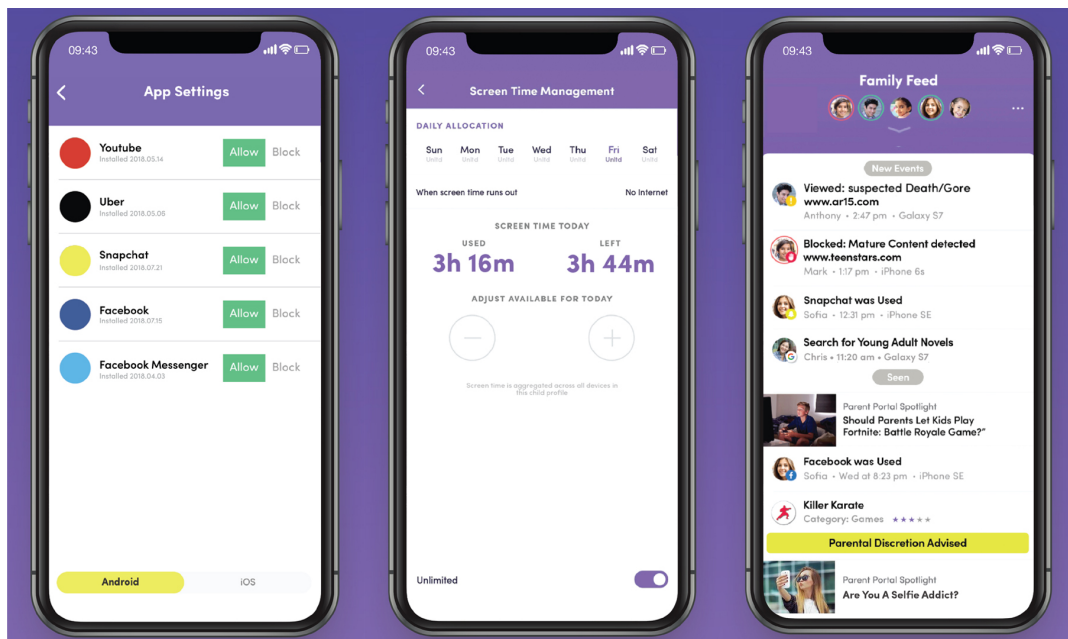 09:43
App Settings
Youtube
Installed 2018.05.14
Allow Block
Uber
Installed 2018.05.06
Allow Block
Snapchat
Installed 2018.07.21
Allow Block
Facebook
Installed 2018.07.15
Allow Block
Facebook Messenger
Installed 2018.04.03
Allow Block
Android iOS
09:43
Screen Time Management
DAILY ALLOCATION
Sun Mon Tue Wed Thu Fri Sat
Unltd Unltd Unltd Unltd Unltd Unltd Unltd
When screen time runs out No Internet
SCREEN TIME TODAY
USED LEFT
3h 16m 3h 44m
ADJUST AVAILABLE FOR TODAY
Screen time is aggregated across all devices in
this child profile
Unlimited
09:43
Family Feed
New Events
Viewed: suspected Death/Gore
www.ar15.com
Anthony • 2:47 pm • Galaxy S7
Blocked: Mature Content detected
www.teenstars.com
Mark • 1:17 pm • iPhone 6s
Snapchat was Used
Sofia • 12:31 pm • iPhone SE
Search for Young Adult Novels
Chris • 11:20 am • Galaxy S7
Seen
Parent Portal Spotlight
Should Parents Let Kids Play
Fortnite: Battle Royale Game?"
Facebook was Used
Sofia • Wed at 8:23 pm • iPhone SE
Killer Karate
Category: Games ★★★★★
Parental Discretion Advised
Parent Portal Spotlight
Are You A Selfie Addict?